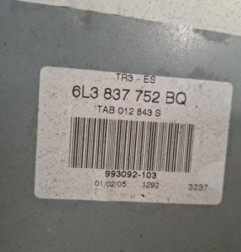 TR3 - ES
6L3 837 752 BQ
TAB 012 843 S
993092-103
01/02/05 1292 3237